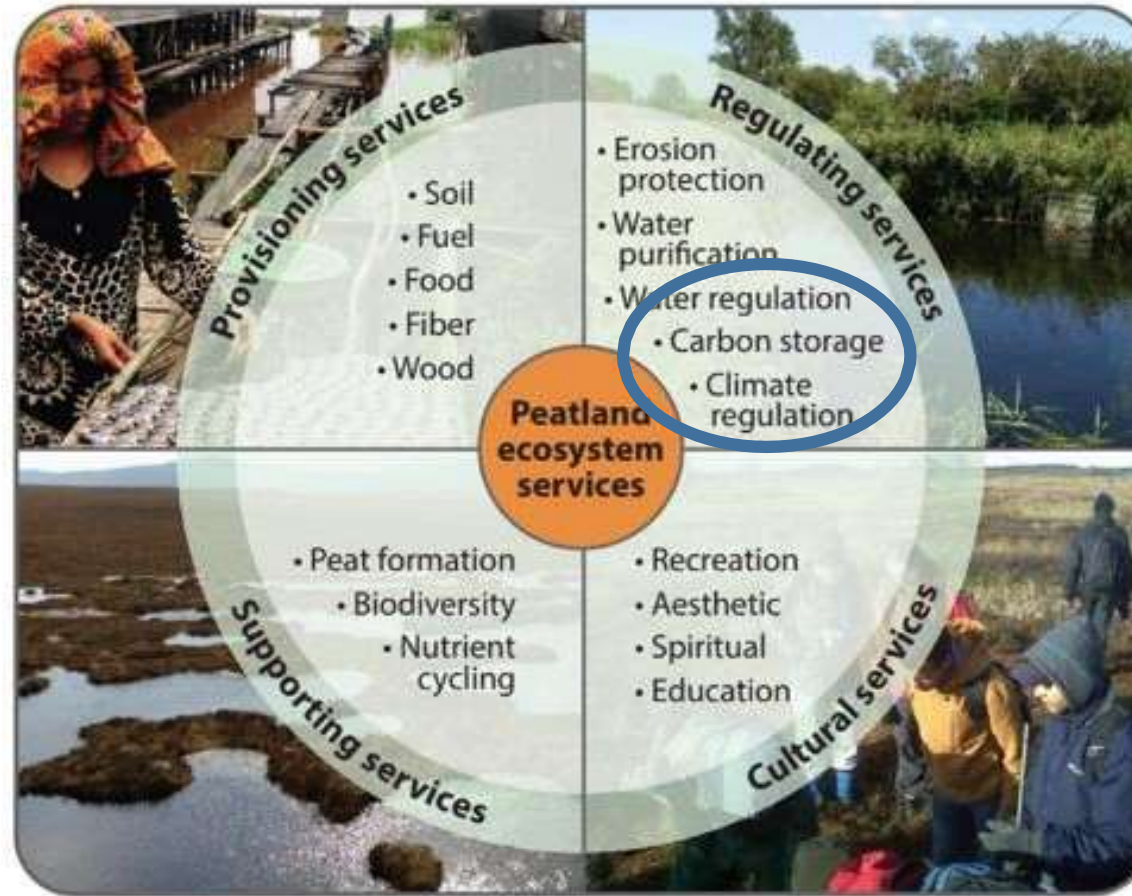 Provisioning services
• Soil
• Fuel
• Food
• Fiber
• Wood
Regulating services
• Erosion
protection
• Water
purification
• Water regulation
• Carbon storage
• Climate
regulation
Peatland
ecosystem
services
Supporting services
• Peat formation
• Biodiversity
• Nutrient
cycling
Cultural services
• Recreation
• Aesthetic
• Spiritual
• Education